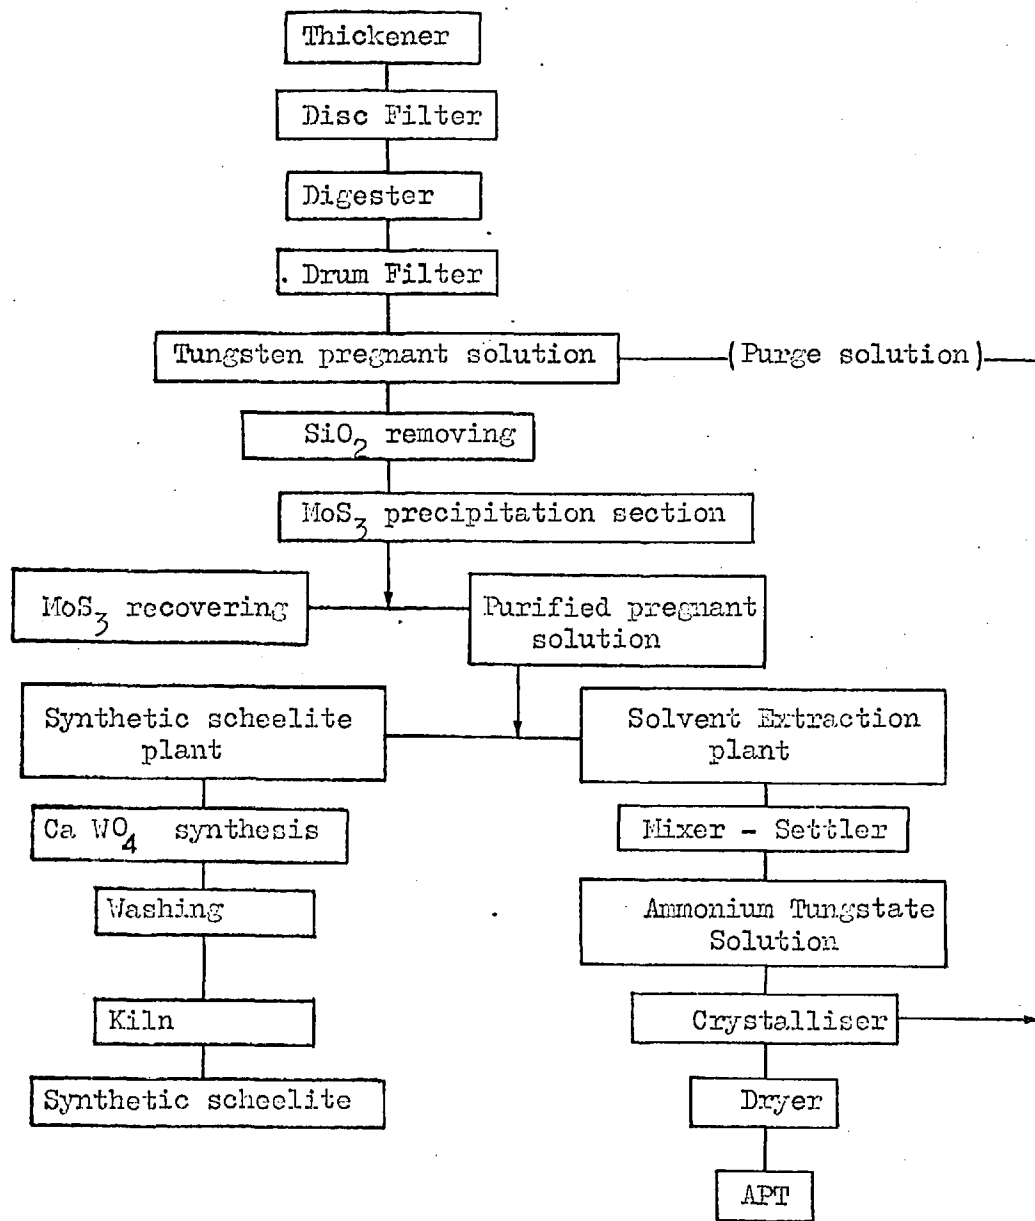 Thickener
Disc Filter
Digester
Drum Filter
Tungsten pregnant solution
(Purge solution)
SiO₂ removing
MoS₃ precipitation section
MoS₃ recovering
Purified pregnant
solution
Synthetic scheelite
plant
Solvent Extraction
plant
Ca WO₄ synthesis
Mixer - Settler
Washing
Ammonium Tungstate
Solution
Kiln
Crystalliser
Synthetic scheelite
Dryer
APT